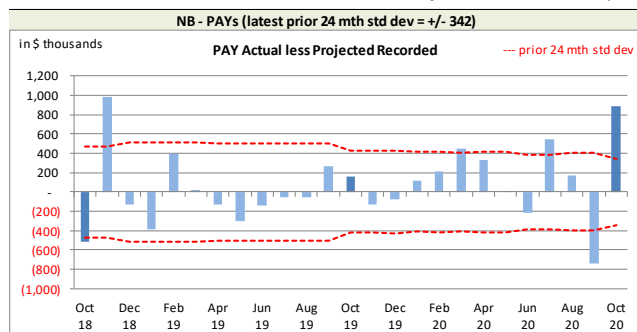 NB - PAYs (latest prior 24 mth std dev = +/- 342)
in $ thousands
PAY Actual less Projected Recorded
--- prior 24 mth std dev
1,200
1,000
800
600
400
200
-
(200)
(400)
(600)
(800)
(1,000)
Oct Dec Feb Apr Jun Aug Oct Dec Feb Apr Jun Aug Oct
18 18 19 19 19 19 19 19 20 20 20 20 20